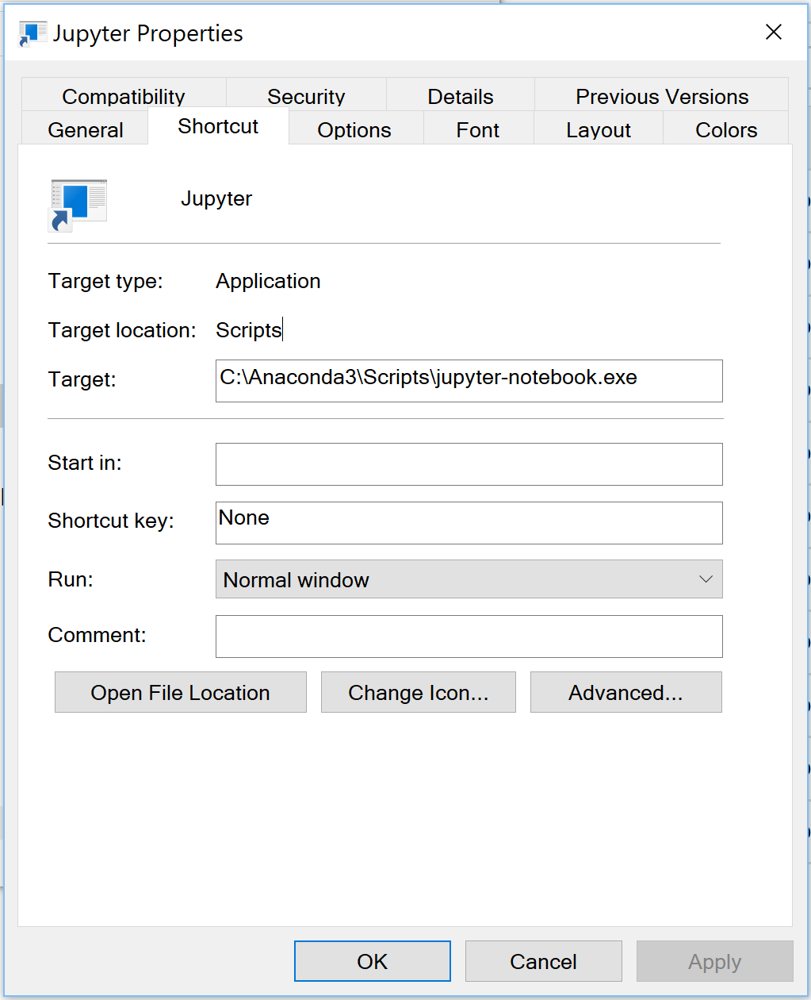 Jupyter Properties
Compatibility Security Details Previous Versions
General Shortcut Options Font Layout Colors
Jupyter
Target type: Application
Target location: Scripts
Target: C:\Anaconda3\Scripts\jupyter-notebook.exe
Start in:
Shortcut key: None
Run: Normal window
Comment:
Open File Location Change Icon... Advanced...
OK Cancel Apply